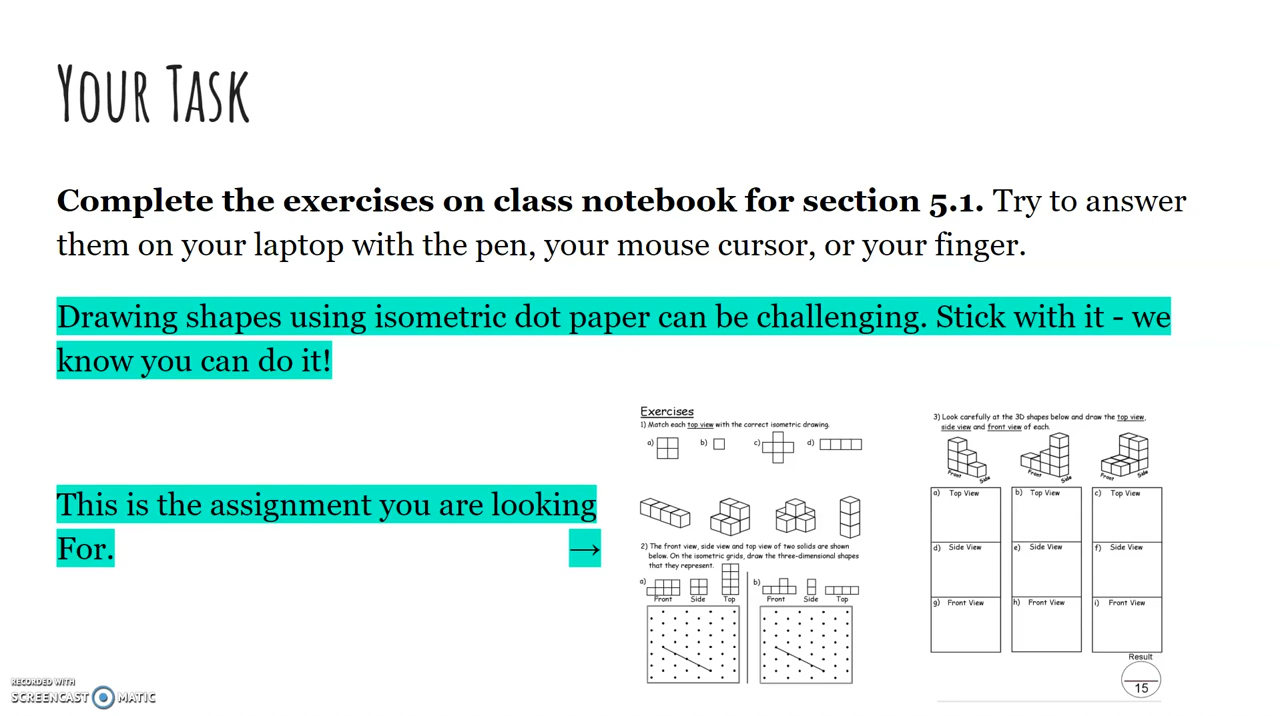 Your Task
Complete the exercises on class notebook for section 5.1. Try to answer
them on your laptop with the pen, your mouse cursor, or your finger.
Drawing shapes using isometric dot paper can be challenging. Stick with it - we
know you can do it!
This is the assignment you are looking
For. →
Exercises
1) Match each top view with the correct isometric drawing.
a) b) c) d)
2) The front view, side view and top view of two solids are shown
below. On the isometric grids, draw the three-dimensional shapes
that they represent.
a) b)
Front Side Top Front Side Top
3) Look carefully at the 3D shapes below and draw the top view,
side view and front view of each.
Front Side Front Side Front Side
a) Top View b) Top View c) Top View
d) Side View e) Side View f) Side View
g) Front View h) Front View i) Front View
Result
15
RECORDED WITH
SCREENCAST MATIC